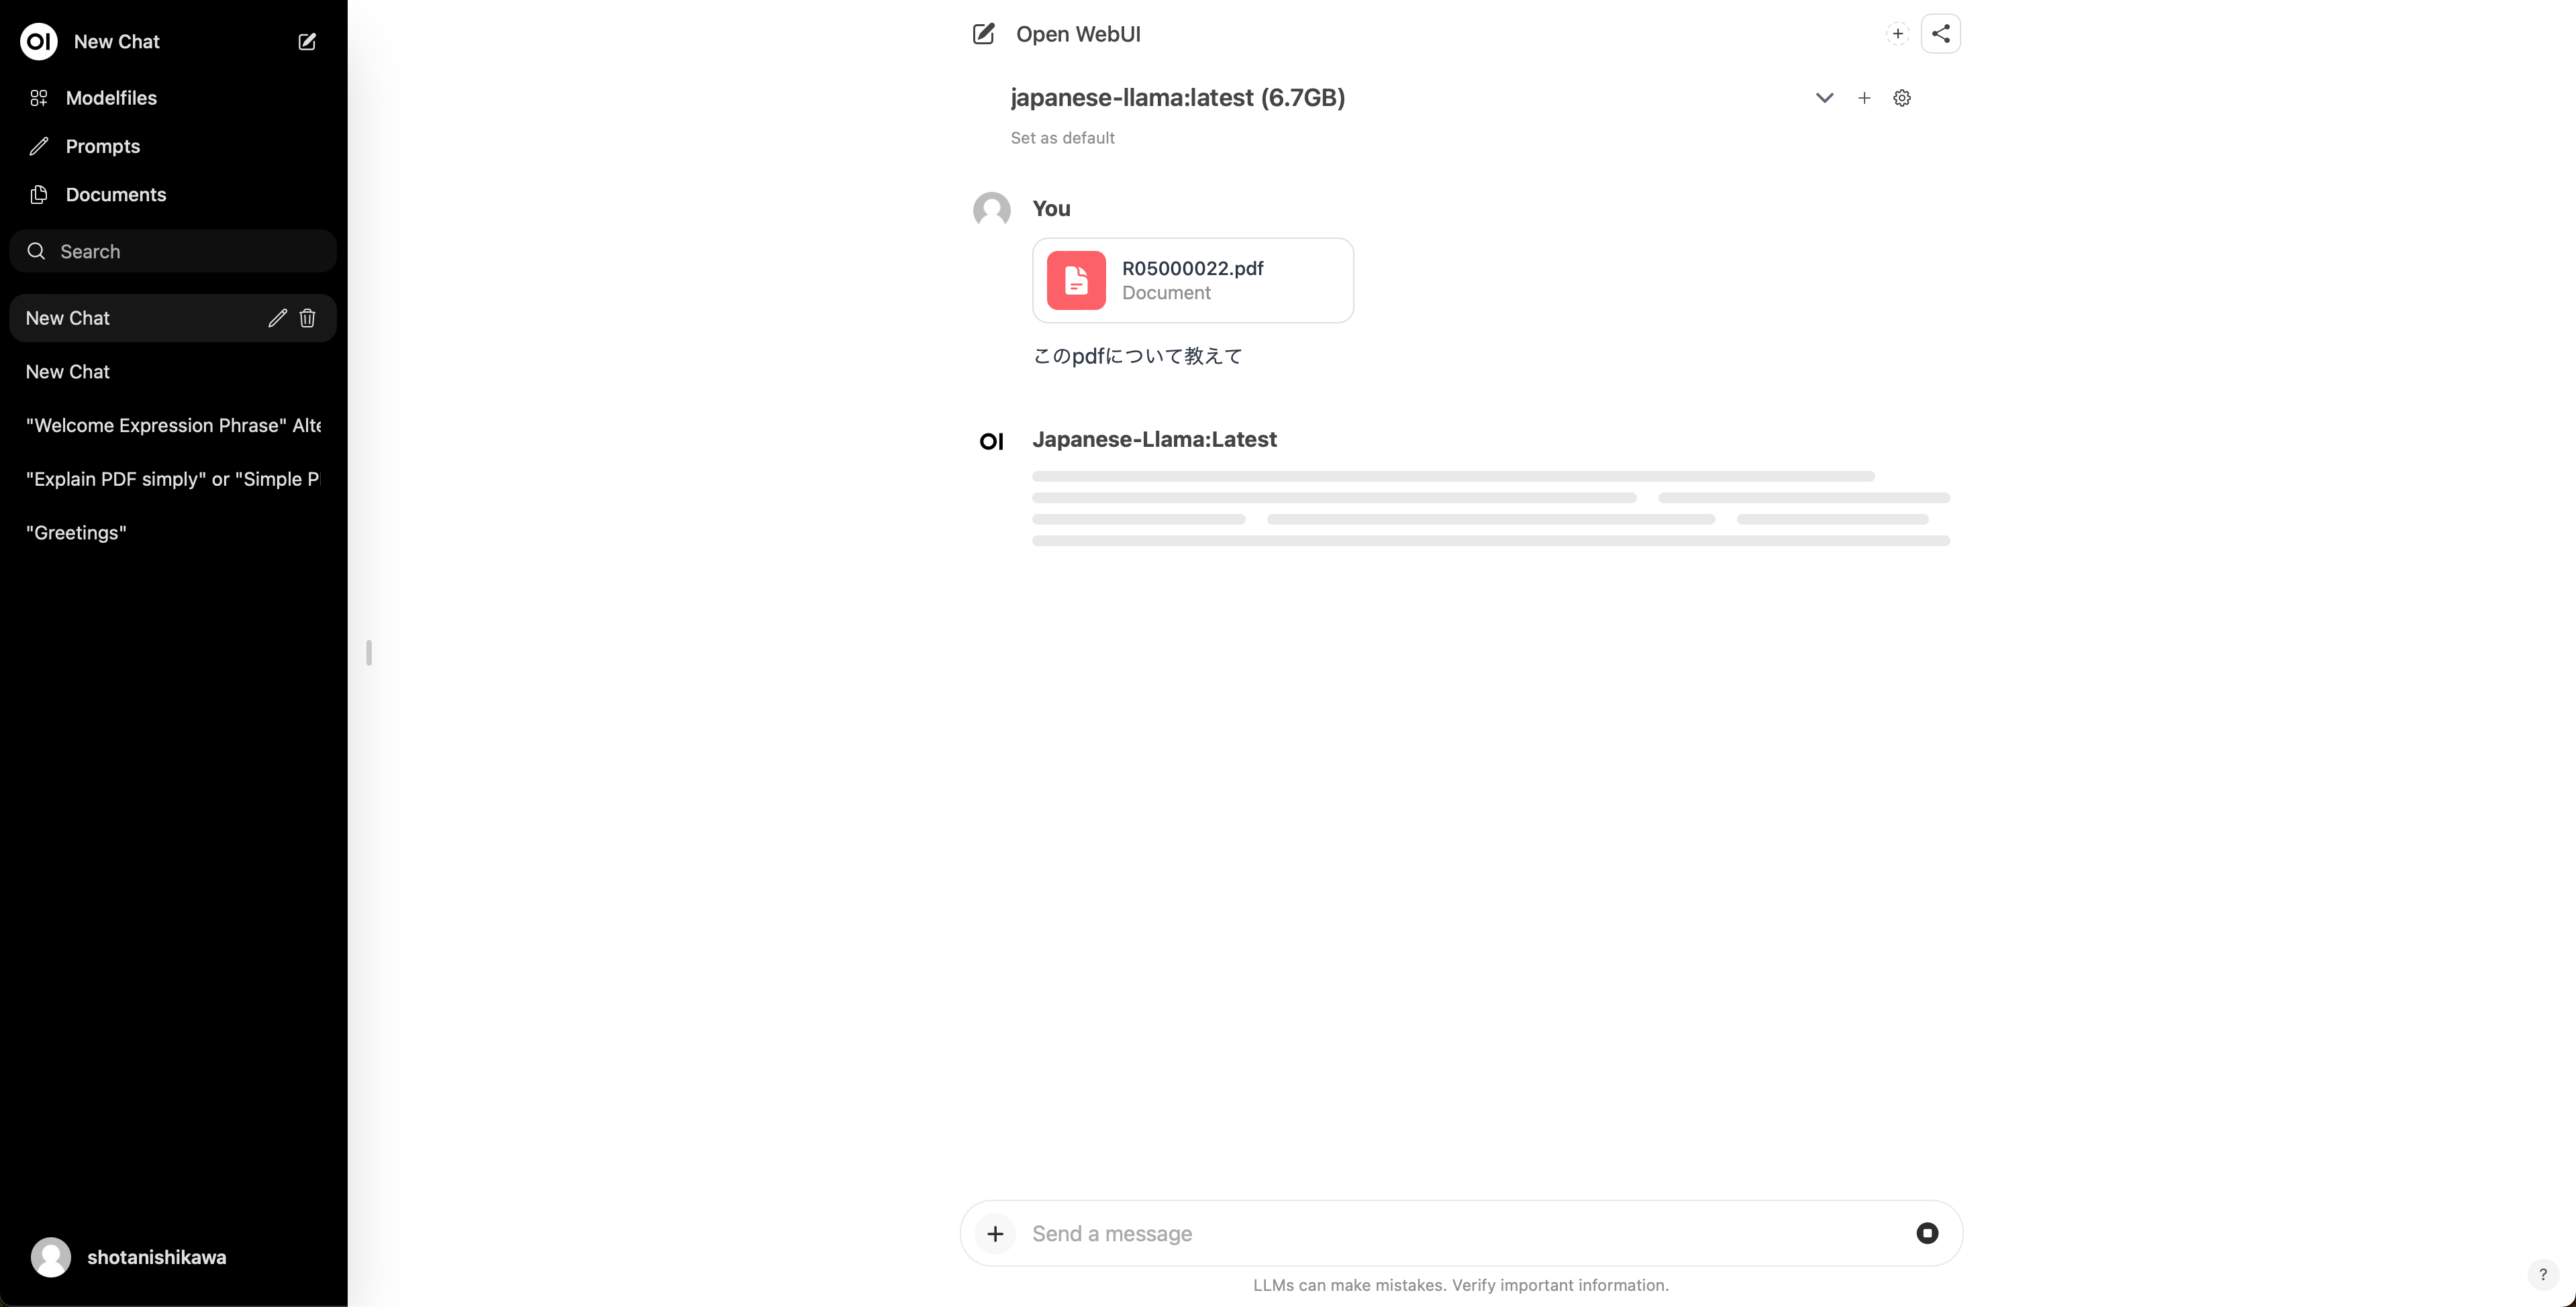 OI New Chat
Modelfiles
Prompts
Documents
Search
New Chat
New Chat
"Welcome Expression Phrase" Alte
"Explain PDF simply" or "Simple P
"Greetings"
shotanishikawa
Open WebUI
japanese-llama:latest (6.7GB)
Set as default
You
R05000022.pdf
Document
このpdfについて教えて
OI Japanese-Llama:Latest
Send a message
LLMs can make mistakes. Verify important information.
?